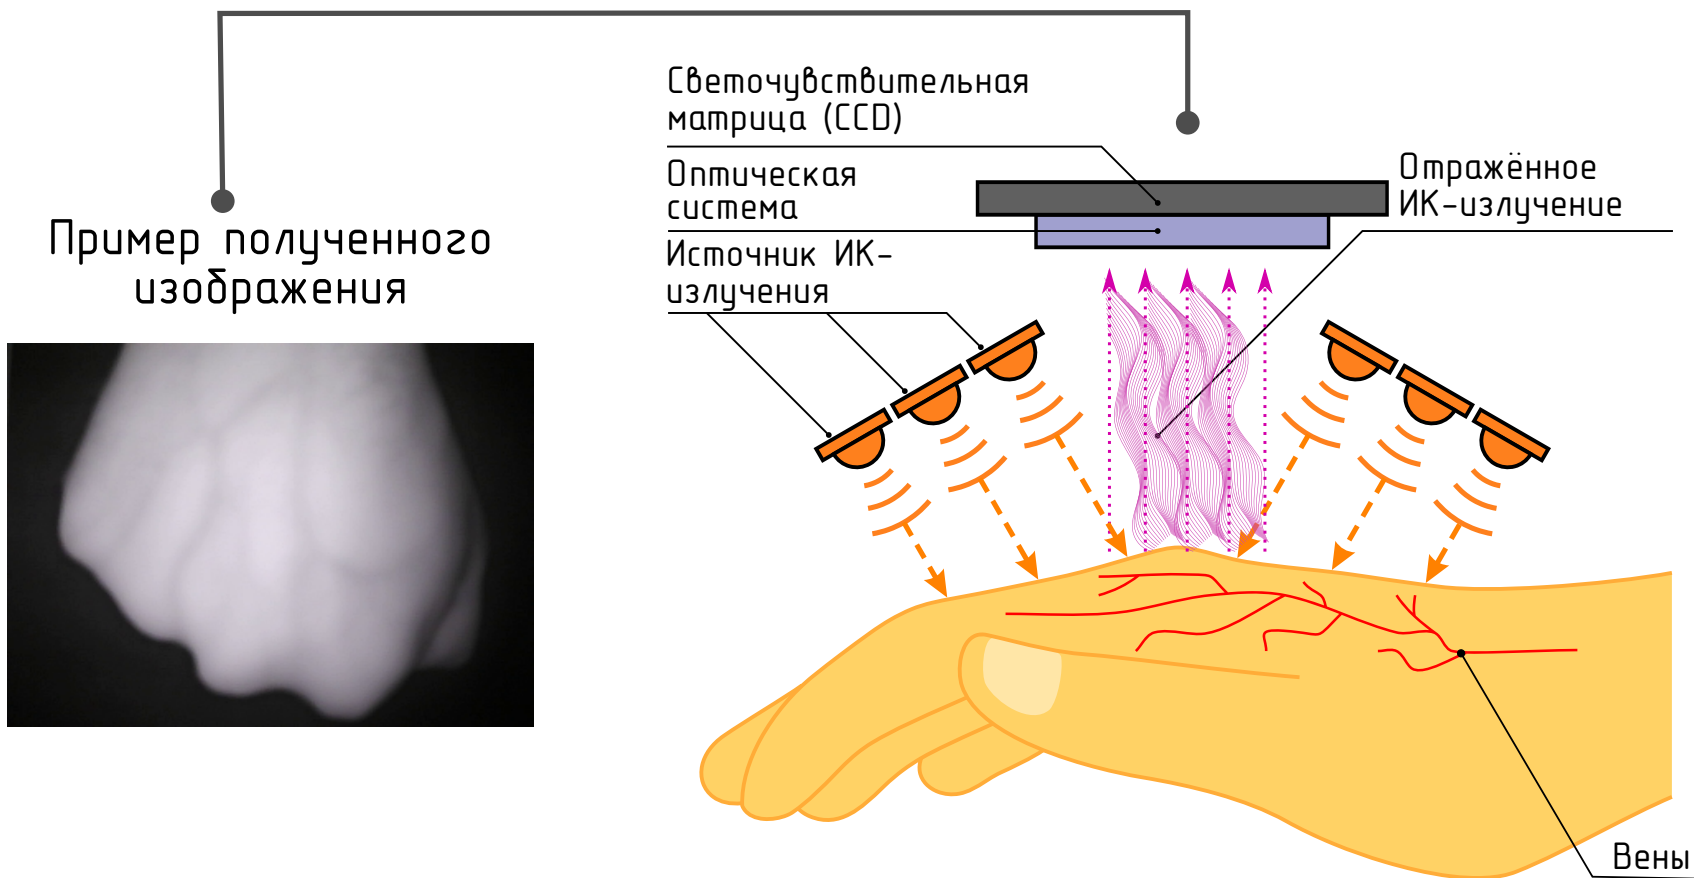 Светочувствительная
матрица (CCD)
Оптическая
система
Источник ИК-
излучения
Отражённое
ИК-излучение
Пример полученного
изображения
Вены